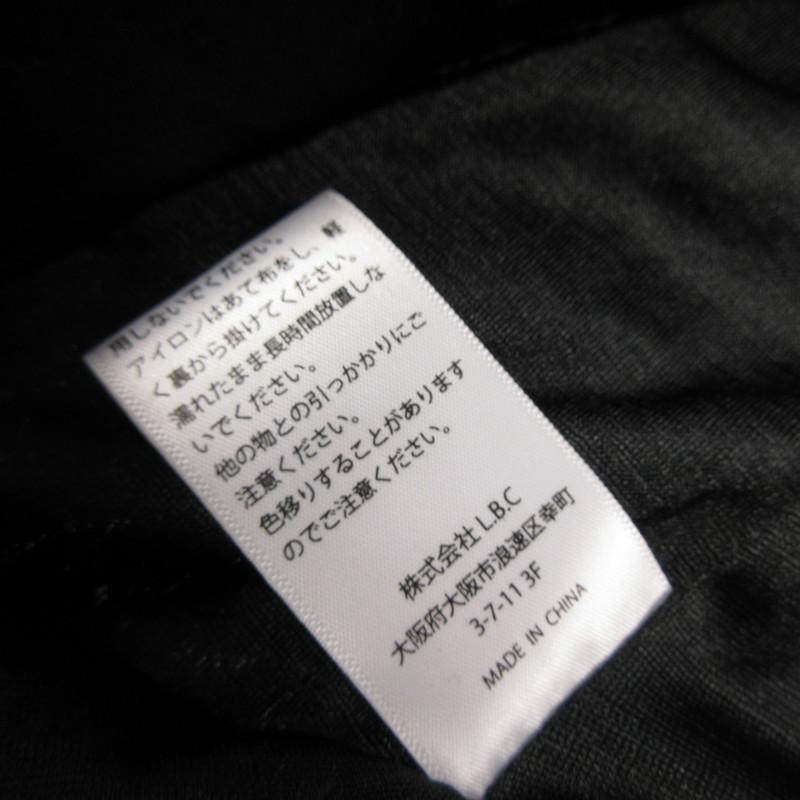 用しないでください。
アイロンはあて布をし、軽
く裏から掛けてください。
濡れたまま長時間放置しな
いでください。
他の物との引っかかりにご
注意ください。
色移りすることがあります
のでご注意ください。
株式会社 L.B.C
大阪府大阪市浪速区幸町
3-7-11 3F
MADE IN CHINA